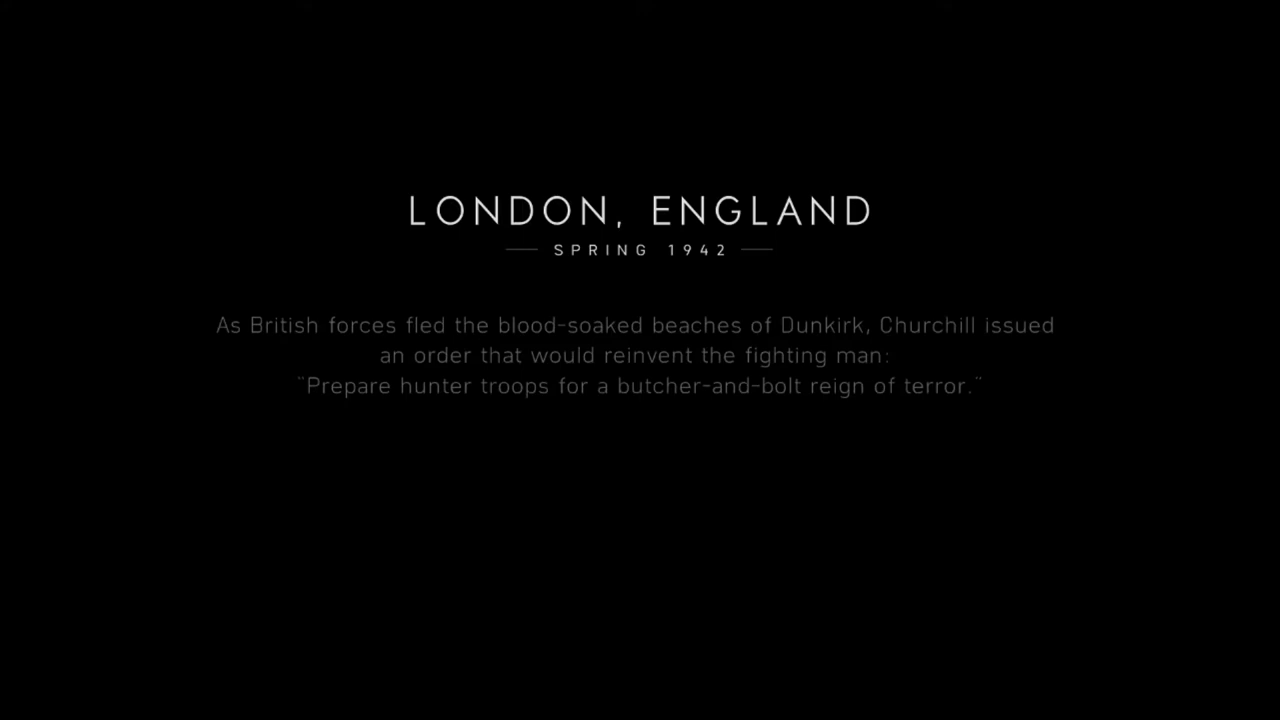 LONDON, ENGLAND
SPRING 1942
As British forces fled the blood-soaked beaches of Dunkirk, Churchill issued
an order that would reinvent the fighting man:
"Prepare hunter troops for a butcher-and-bolt reign of terror."